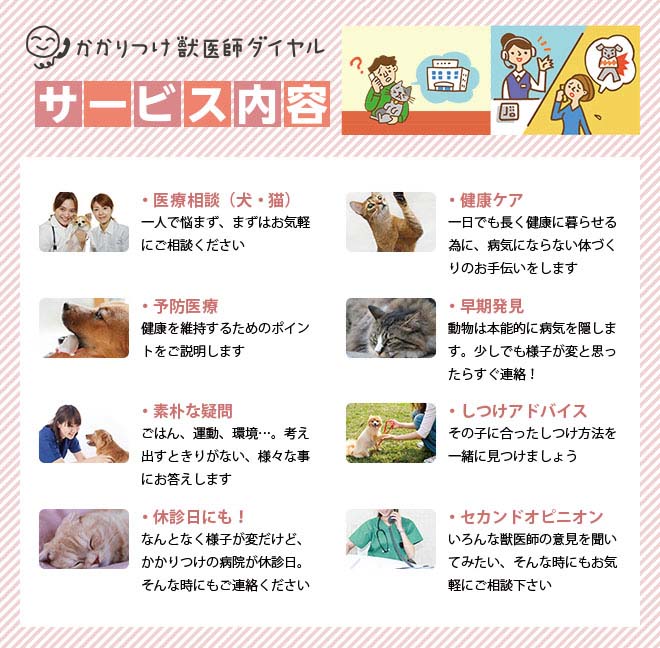 かかりつけ獣医師ダイヤル
サービス内容
?
・医療相談（犬・猫）
一人で悩まず、まずはお気軽
にご相談ください
・健康ケア
一日でも長く健康に暮らせる
為に、病気にならない体づく
りのお手伝いをします
・予防医療
健康を維持するためのポイン
トをご説明します
・早期発見
動物は本能的に病気を隠しま
す。少しでも様子が変と思っ
たらすぐ連絡！
・素朴な疑問
ごはん、運動、環境…。考え
出すときりがない、様々な事
にお答えします
・しつけアドバイス
その子に合ったしつけ方法を
一緒に見つけましょう
・休診日にも！
なんとなく様子が変だけど、
かかりつけの病院が休診日。
そんな時にもご連絡ください
・セカンドオピニオン
いろんな獣医師の意見を聞い
てみたい、そんな時にもお気
軽にご相談下さい